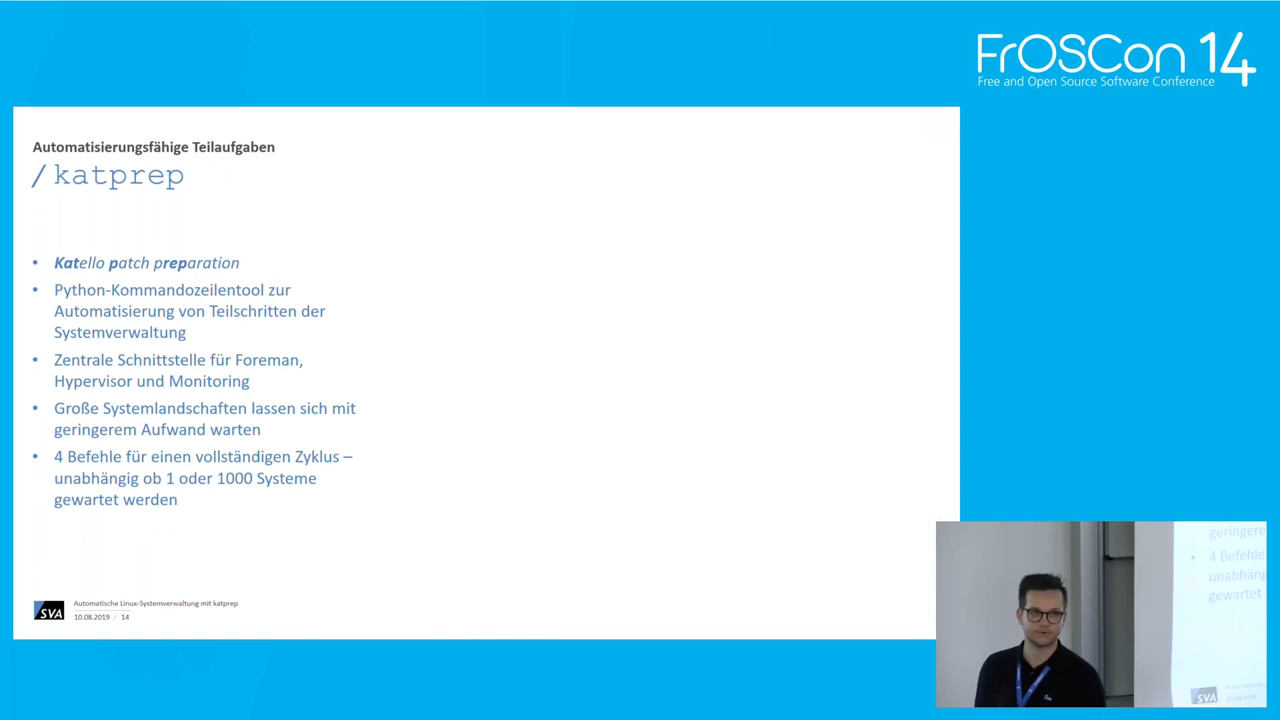 FrOSCon 14
Free and Open Source Software Conference
Automatisierungsfähige Teilaufgaben
/katprep
• Katello patch preparation
• Python-Kommandozeilentool zur
Automatisierung von Teilschritten der
Systemverwaltung
• Zentrale Schnittstelle für Foreman,
Hypervisor und Monitoring
• Große Systemlandschaften lassen sich mit
geringerem Aufwand warten
• 4 Befehle für einen vollständigen Zyklus –
unabhängig ob 1 oder 1000 Systeme
gewartet werden
SVA
Automatische Linux-Systemverwaltung mit katprep
10.08.2019 / 14
geringere
• 4 Befehle
unabhäng
gewartet
SVA